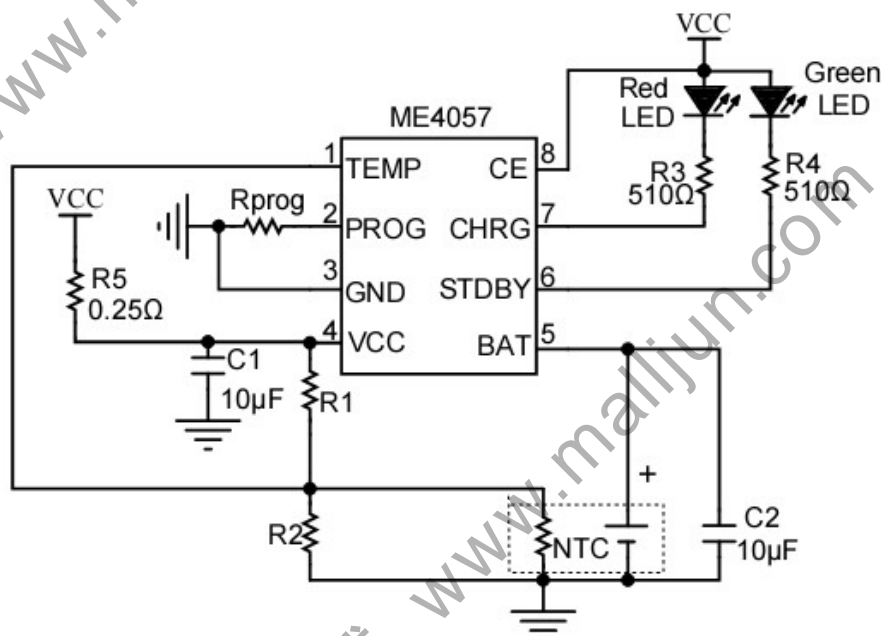 www.
VCC
Red
LED
Green
LED
ME4057
1
TEMP
CE
8
R3
510Ω
R4
510Ω
VCC
Rprog
2
PROG
CHRG
7
3
GND
STDBY
6
R5
0.25Ω
4
VCC
BAT
5
C1
10μF
R1
+
R2
NTC
C2
10μF
www.malljun.com